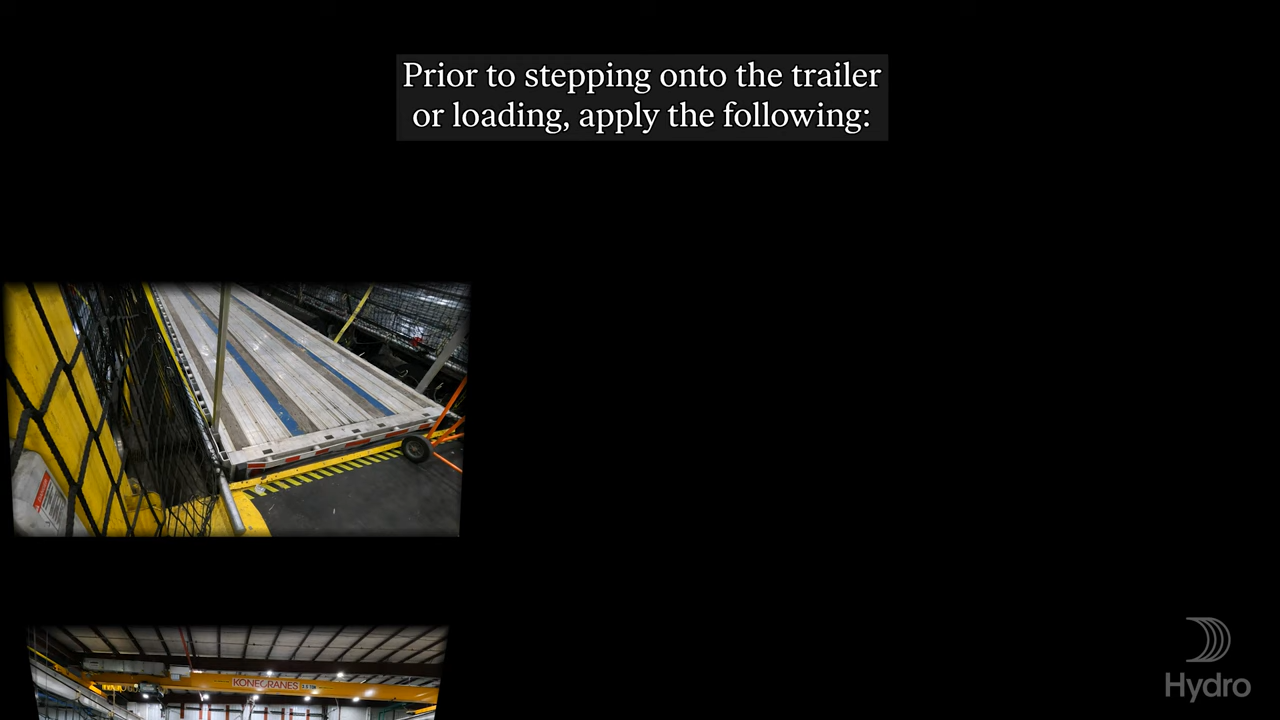 Prior to stepping onto the trailer
or loading, apply the following:
KONECRANES
Hydro